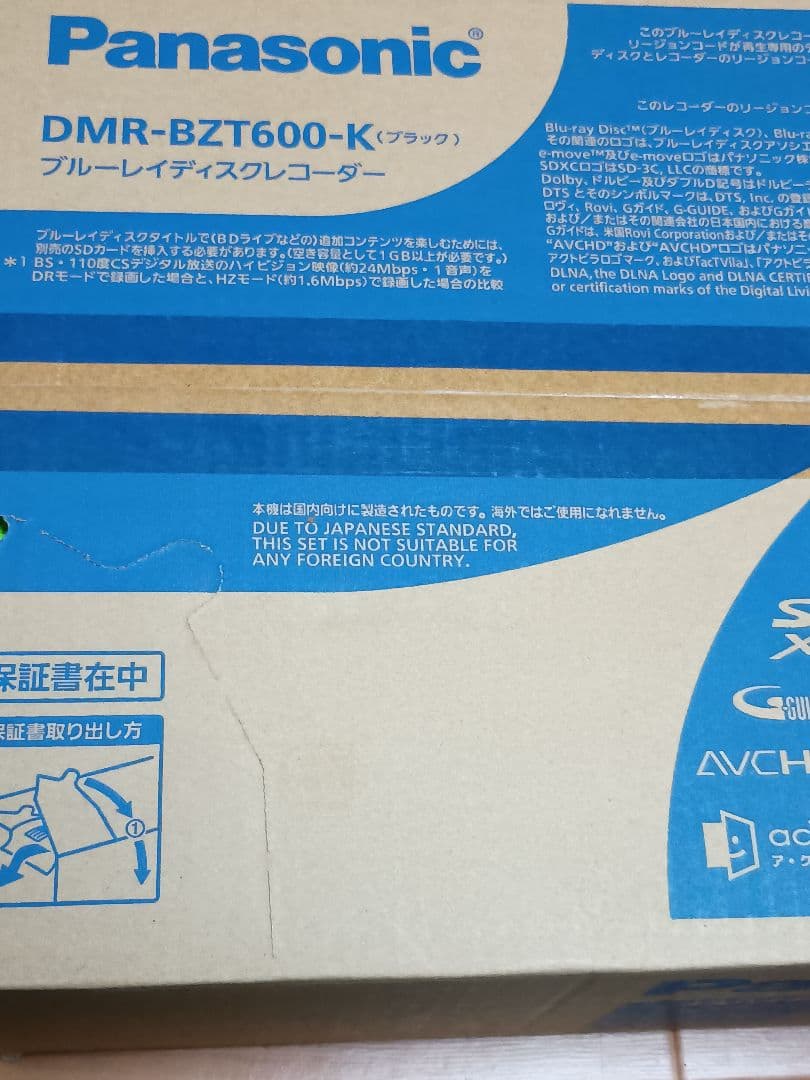 Panasonic®
DMR-BZT600-K(ブラック)
ブルーレイディスクレコーダー
ブルーレイディスクタイトルで(BDライブなどの)追加コンテンツを楽しむためには、
別売のSDカードを挿入する必要があります。(空き容量として1GB以上が必要です。)
*1 BS・110度CSデジタル放送のハイビジョン映像(約24Mbps・1音声)を
DRモードで録画した場合と、HZモード(約1.6Mbps)で録画した場合の比較
このブルーレイディスクレコー
リージョンコードが再生専用の
ディスクとレコーダーのリージョンコー
このレコーダーのリージョン
Blu-ray Disc™(ブルーレイディスク)、Blu-r
その関連のロゴは、ブルーレイディスクアソシエ
e-move™及びe-moveロゴはパナソニック株
SDXCロゴはSD-3C, LLCの商標です。
Dolby、ドルビー及びダブルD記号はドルビー
DTS とそのシンボルマークは、DTS, Inc. の登
ロヴィ、Rovi、Gガイド、G-GUIDE、およびGガイ
および/またはその関連会社の日本国内における
Gガイドは、米国Rovi Corporationおよび/またはそ
"AVCHD"および"AVCHD"ロゴはパナソニ
アクトビラロゴマーク、および「acTVila」、「アクトビラ
DLNA, the DLNA Logo and DLNA CERTI
or certification marks of the Digital Livi
本機は国内向けに製造されたものです。海外ではご使用になれません。
DUE TO JAPANESE STANDARD,
THIS SET IS NOT SUITABLE FOR
ANY FOREIGN COUNTRY.
保証書在中
保証書取り出し方
①
S
X
G-GUI
AVCH
ac
ア・ク